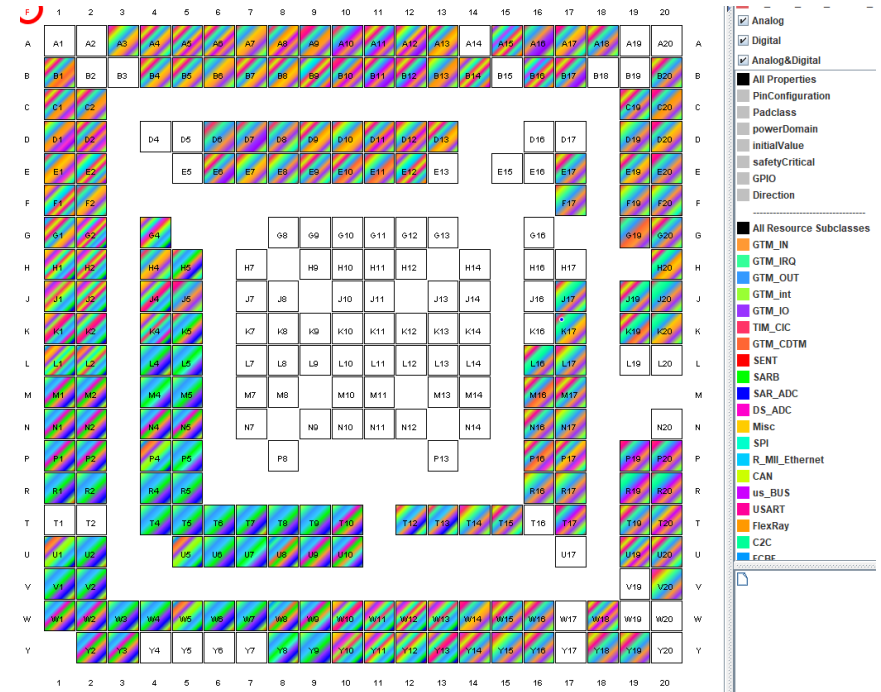 F 1 2 3 4 5 6 7 8 9 10 11 12 13 14 15 16 17 18 19 20
A A1 A2 A3 A4 A5 A6 A7 A8 A9 A10 A11 A12 A13 A14 A15 A16 A17 A18 A19 A20 A
B B1 B2 B3 B4 B5 B6 B7 B8 B9 B10 B11 B12 B13 B14 B15 B16 B17 B18 B19 B20 B
C C1 C2 C19 C20 C
D D1 D2 D4 D5 D6 D7 D8 D9 D10 D11 D12 D13 D16 D17 D19 D20 D
E E1 E2 E5 E6 E7 E8 E9 E10 E11 E12 E13 E15 E16 E17 E19 E20 E
F F1 F2 F17 F19 F20 F
G G1 G2 G4 G8 G9 G10 G11 G12 G13 G16 G19 G20 G
H H1 H2 H4 H5 H7 H9 H10 H11 H12 H14 H16 H17 H20 H
J J1 J2 J4 J5 J7 J8 J10 J11 J13 J14 J16 J17 J19 J20 J
K K1 K2 K4 K5 K7 K8 K9 K10 K11 K12 K13 K14 K16 K17 K19 K20 K
L L1 L2 L4 L5 L7 L8 L9 L10 L11 L12 L13 L14 L16 L17 L19 L20 L
M M1 M2 M4 M5 M7 M8 M10 M11 M13 M14 M16 M17 M
N N1 N2 N4 N5 N7 N9 N10 N11 N12 N14 N16 N17 N20 N
P P1 P2 P4 P5 P8 P13 P16 P17 P19 P20 P
R R1 R2 R4 R5 R16 R17 R19 R20 R
T T1 T2 T4 T5 T6 T7 T8 T9 T10 T12 T13 T14 T15 T16 T17 T19 T20 T
U U1 U2 U5 U6 U7 U8 U9 U10 U17 U19 U20 U
V V1 V2 V19 V20 V
W W1 W2 W3 W4 W5 W6 W7 W8 W9 W10 W11 W12 W13 W14 W15 W16 W17 W18 W19 W20 W
Y Y2 Y3 Y4 Y5 Y6 Y7 Y8 Y9 Y10 Y11 Y12 Y13 Y14 Y15 Y16 Y17 Y18 Y19 Y20 Y
1 2 3 4 5 6 7 8 9 10 11 12 13 14 15 16 17 18 19 20
Analog
Digital
Analog&Digital
All Properties
PinConfiguration
Padclass
powerDomain
initialValue
safetyCritical
GPIO
Direction
All Resource Subclasses
GTM_IN
GTM_IRQ
GTM_OUT
GTM_int
GTM_IO
TIM_CIC
GTM_CDTM
SENT
SARB
SAR_ADC
DS_ADC
Misc
SPI
R_MII_Ethernet
CAN
us_BUS
USART
FlexRay
C2C